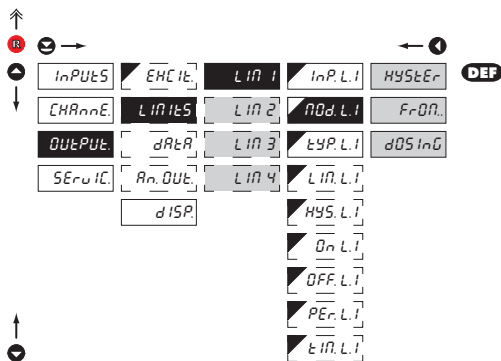 R
InPUtS EHCIt. LIM 1 InP. L.1 HYStEr DEF
CHAnnE. LIMItS LIM 2 MOd. L.1 FrOM..
OUtPUt. dAtA LIM 3 tYP. L.1 dOSInG
SErvIC. An. OUt. LIM 4 LIM. L.1
dISP. HYS. L.1
On L.1
OFF. L.1
PEr. L.1
tIM. L.1